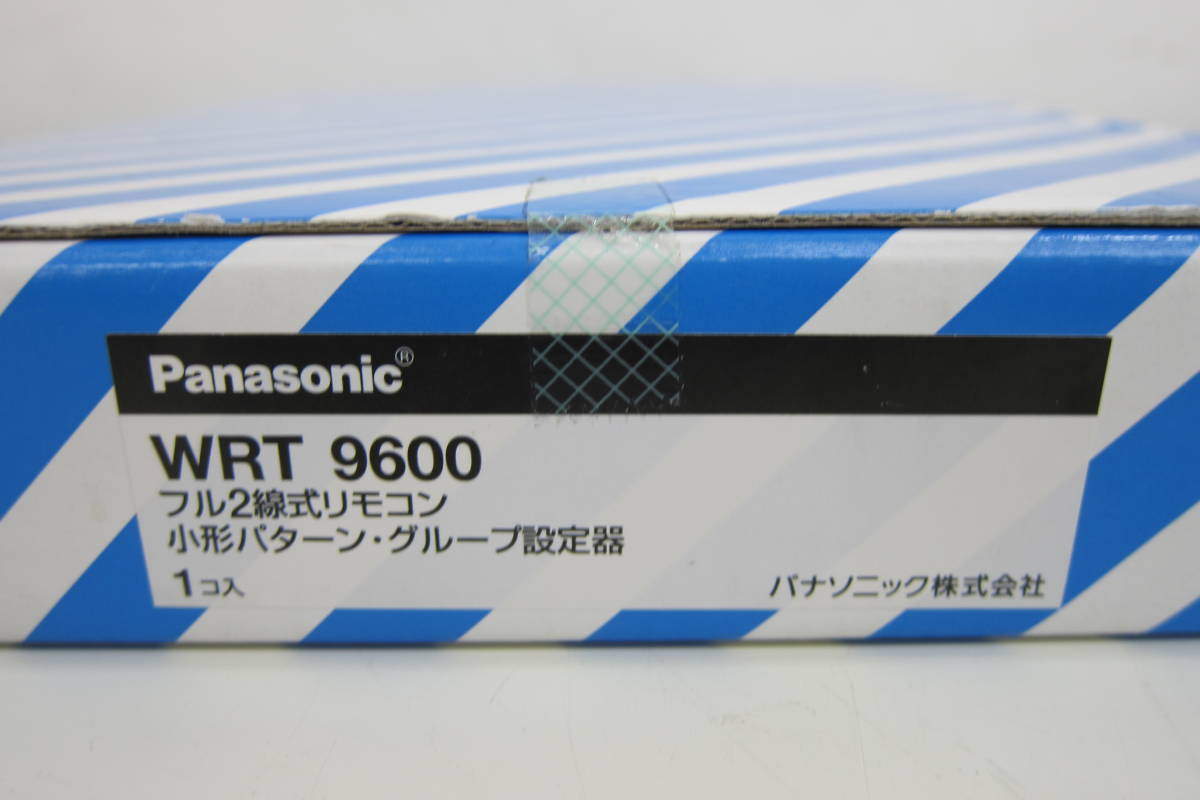 Panasonic®
WRT 9600
フル2線式リモコン
小形パターン・グループ設定器
1コ入
パナソニック株式会社